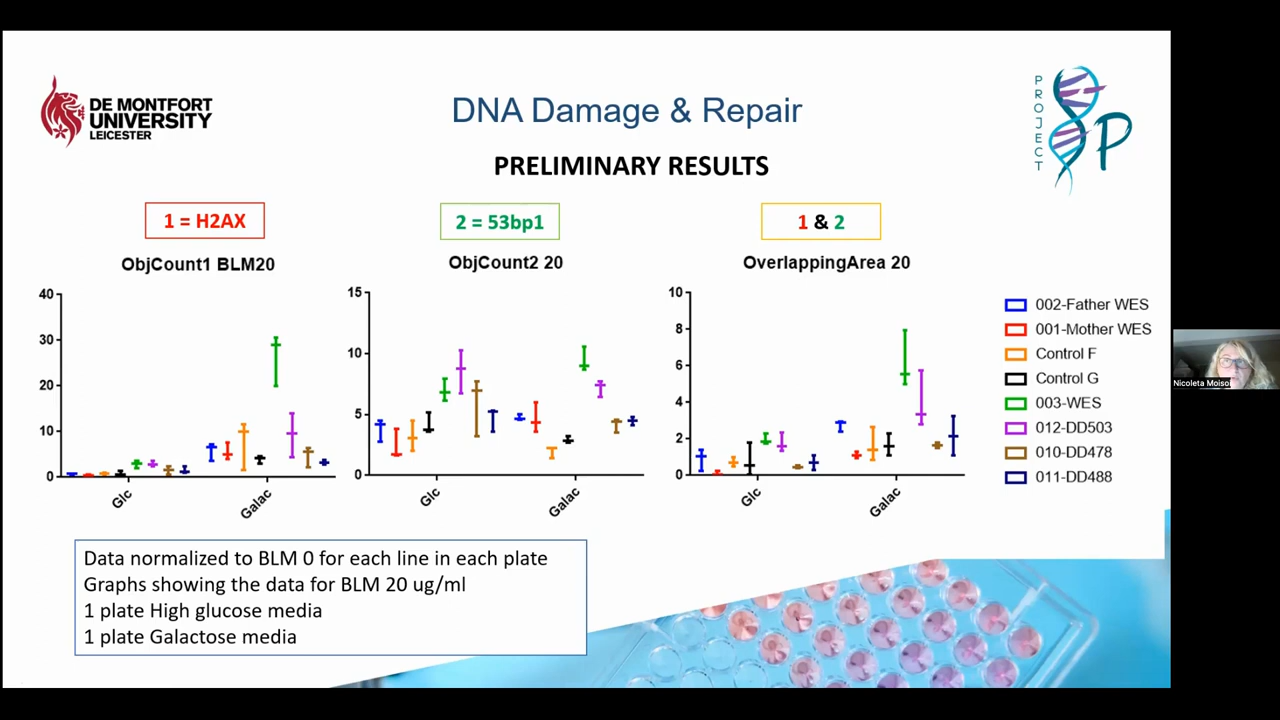 DE MONTFORT
UNIVERSITY
LEICESTER
DNA Damage & Repair
PROJECT
8P
PRELIMINARY RESULTS
1 = H2AX
2 = 53bp1
1 & 2
ObjCount1 BLM20
ObjCount2 20
OverlappingArea 20
40
30
20
10
0
Glc
Galac
15
10
5
0
Glc
Galac
10
8
6
4
2
0
Glc
Galac
002-Father WES
001-Mother WES
Control F
Control G
003-WES
012-DD503
010-DD478
011-DD488
Data normalized to BLM 0 for each line in each plate
Graphs showing the data for BLM 20 ug/ml
1 plate High glucose media
1 plate Galactose media
Nicoleta Moiso